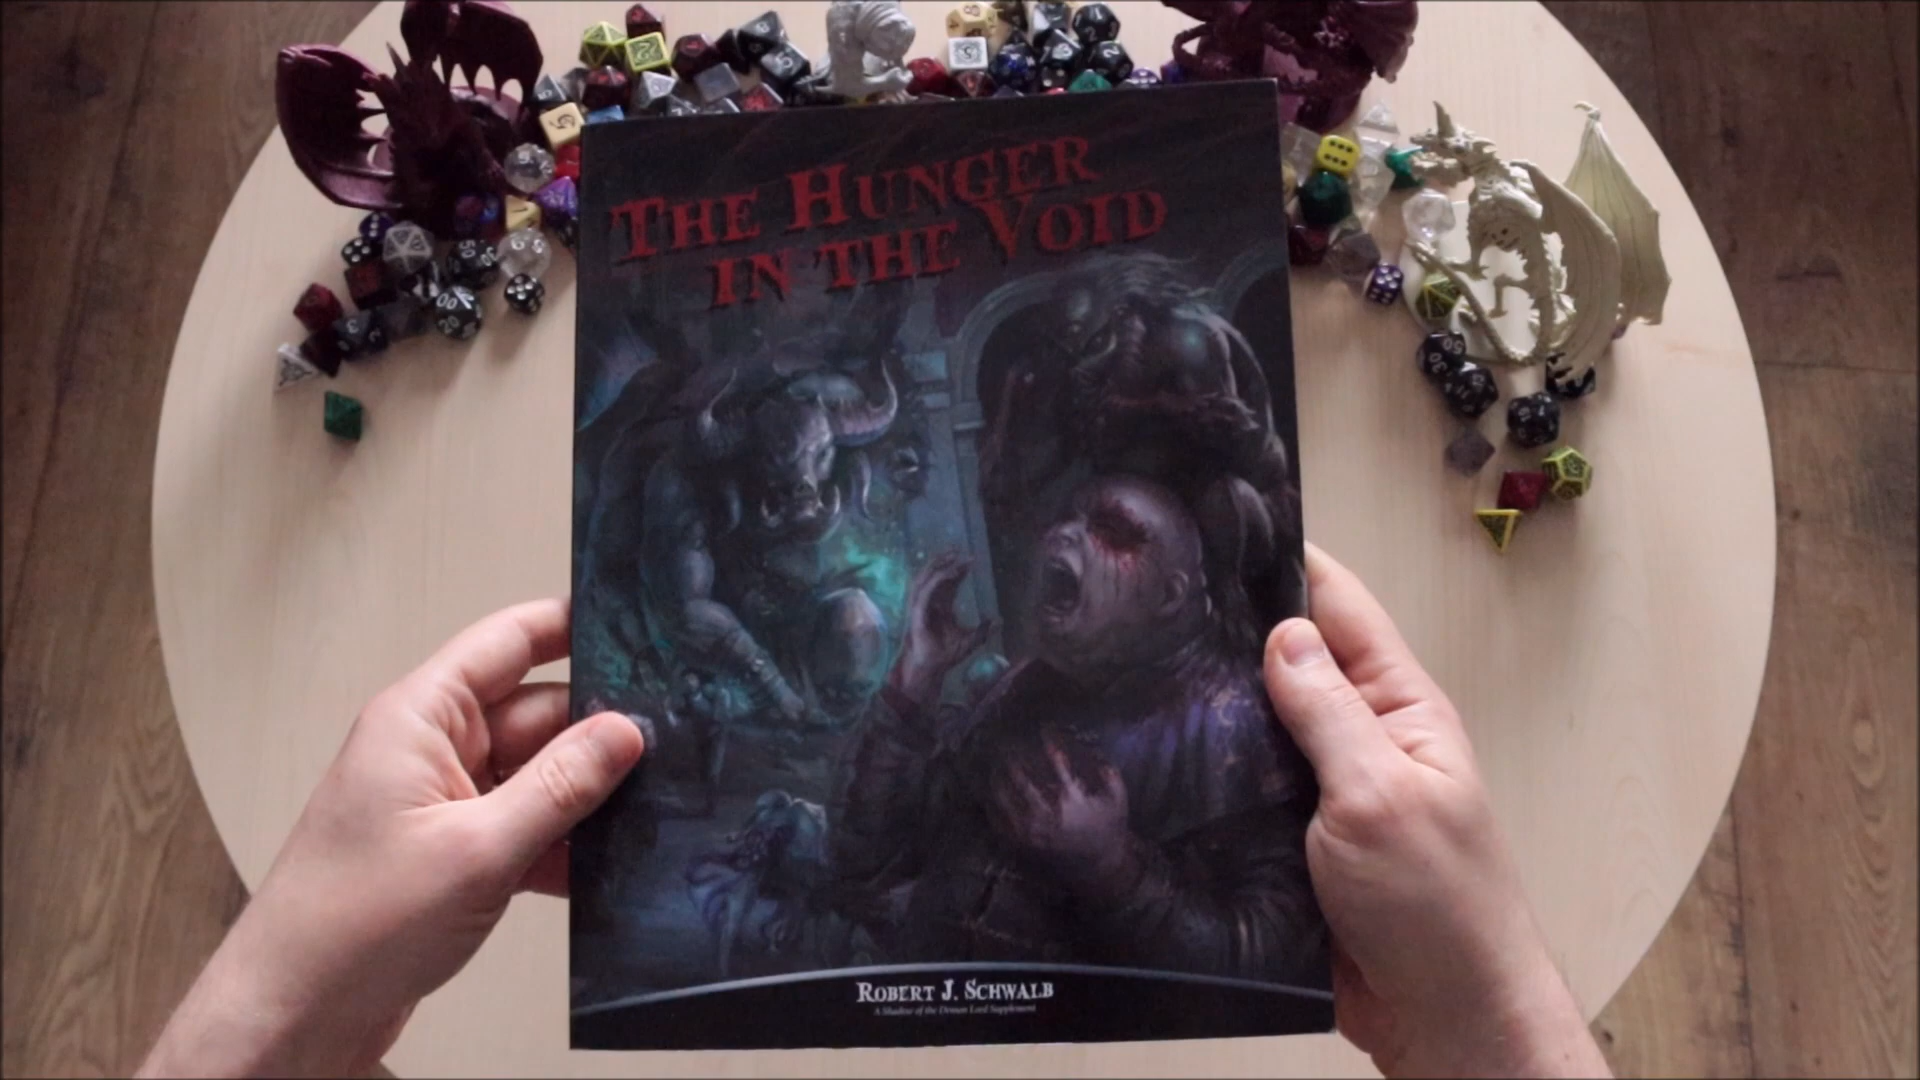 THE HUNGER
IN THE VOID
ROBERT J. SCHWALB
A Shadow of the Demon Lord Supplement